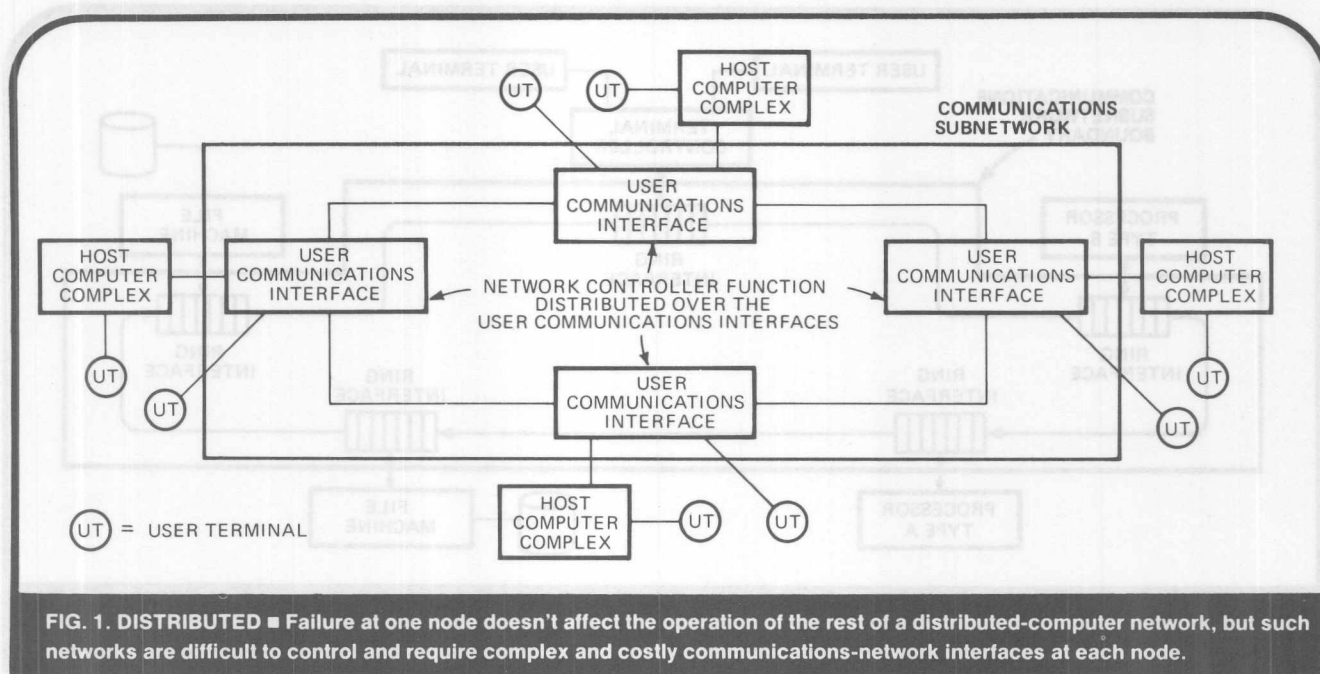 UT
UT
HOST
COMPUTER
COMPLEX
COMMUNICATIONS
SUBNETWORK
USER
COMMUNICATIONS
INTERFACE
HOST
COMPUTER
COMPLEX
USER
COMMUNICATIONS
INTERFACE
USER
COMMUNICATIONS
INTERFACE
HOST
COMPUTER
COMPLEX
NETWORK CONTROLLER FUNCTION
DISTRIBUTED OVER THE
USER COMMUNICATIONS INTERFACES
UT
UT
USER
COMMUNICATIONS
INTERFACE
UT
UT
HOST
COMPUTER
COMPLEX
UT
UT
UT = USER TERMINAL
FIG. 1. DISTRIBUTED ■ Failure at one node doesn't affect the operation of the rest of a distributed-computer network, but such
networks are difficult to control and require complex and costly communications-network interfaces at each node.